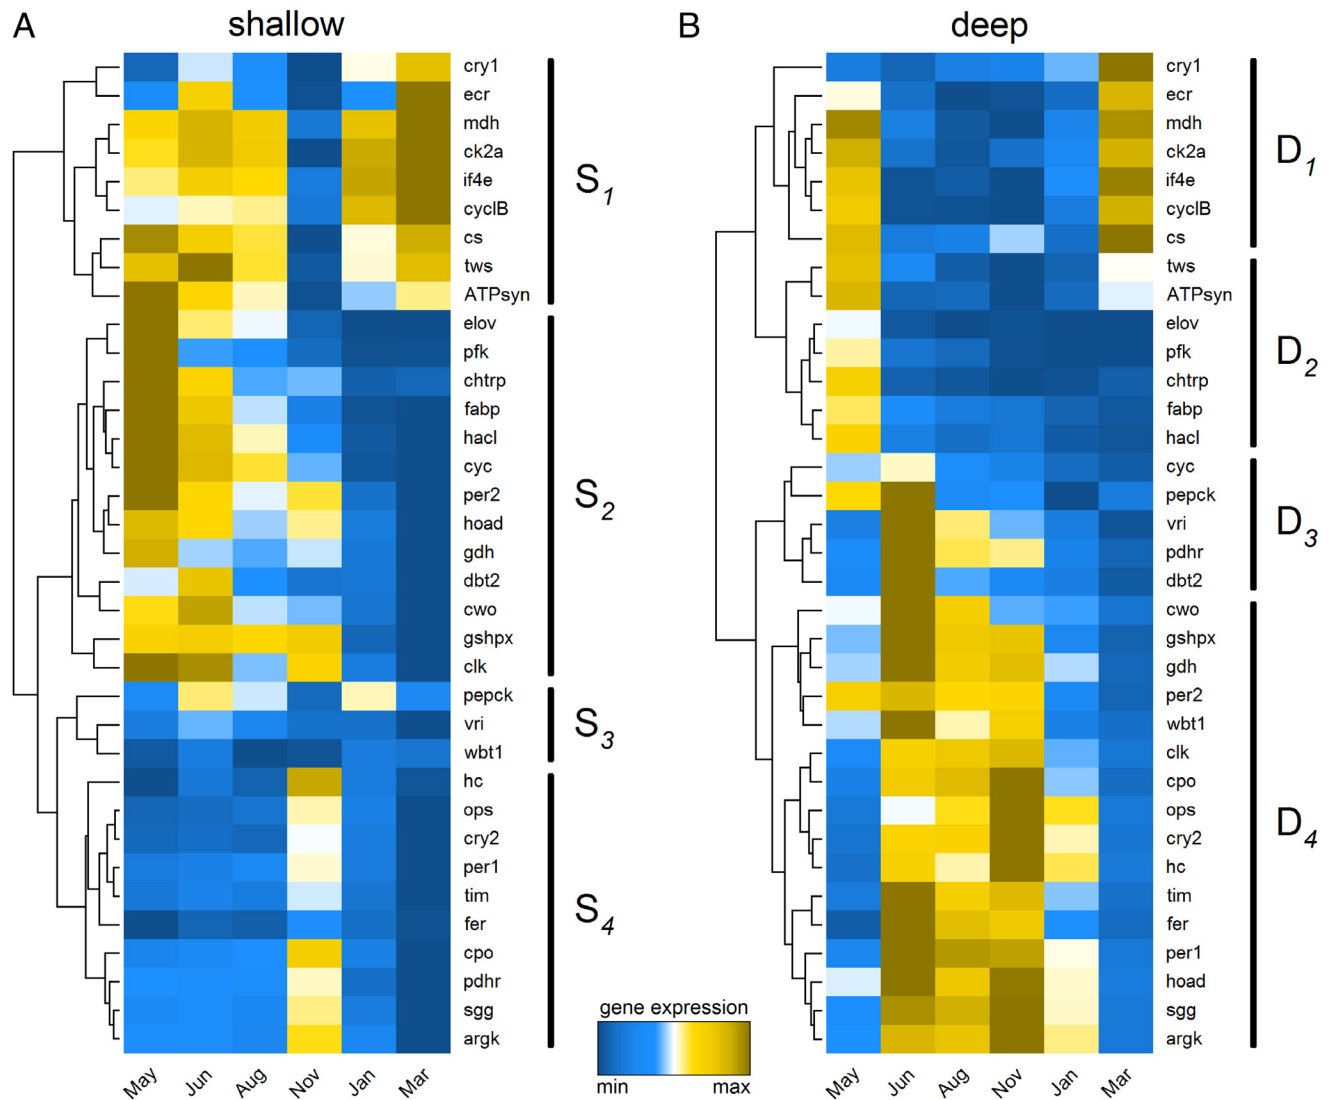 A shallow
cry1
ecr
mdh
ck2a
if4e
cyclB
cs
tws
ATPsyn
elov
pfk
chtrp
fabp
hacl
cyc
per2
hoad
gdh
dbt2
cwo
gshpx
clk
pepck
vri
wbt1
hc
ops
cry2
per1
tim
fer
cpo
pdhr
sgg
argk
S1
S2
S3
S4
May Jun Aug Nov Jan Mar
gene expression
min max
B deep
cry1
ecr
mdh
ck2a
if4e
cyclB
cs
tws
ATPsyn
elov
pfk
chtrp
fabp
hacl
cyc
pepck
vri
pdhr
dbt2
cwo
gshpx
gdh
per2
wbt1
clk
cpo
ops
cry2
hc
tim
fer
per1
hoad
sgg
argk
D1
D2
D3
D4
May Jun Aug Nov Jan Mar